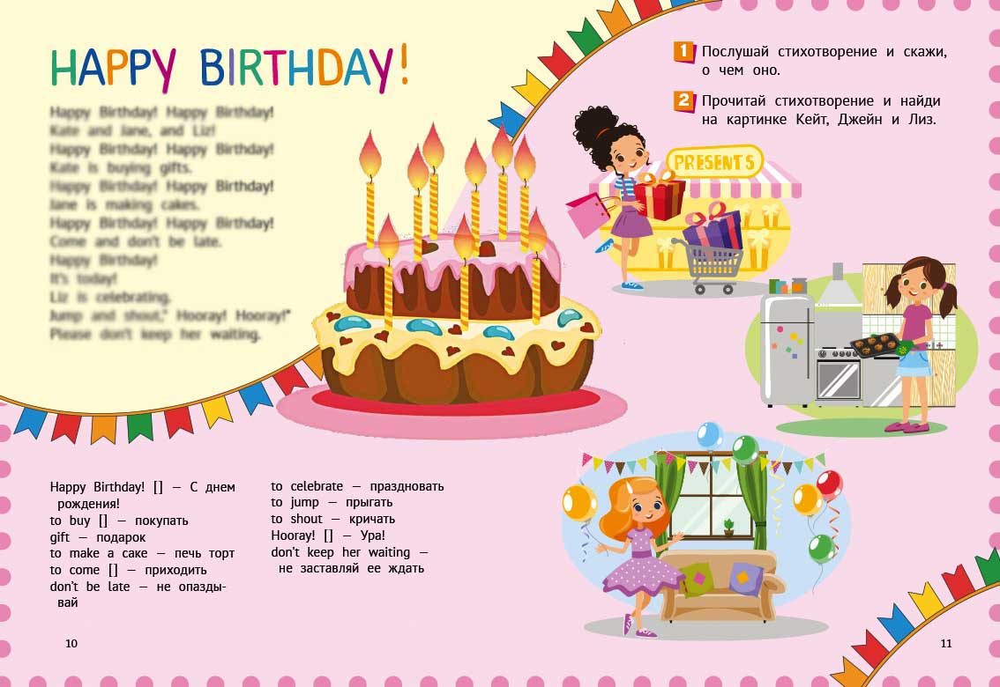 HAPPY BIRTHDAY!
Happy Birthday! Happy Birthday!
Kate and Jane, and Liz!
Happy Birthday! Happy Birthday!
Kate is buying gifts.
Happy Birthday! Happy Birthday!
Jane is making cakes.
Happy Birthday! Happy Birthday!
Come and don't be late.
Happy Birthday!
It's today!
Liz is celebrating.
Jump and shout,“ Hooray! Hooray!“
Please don't keep her waiting.
Happy Birthday! [] — С днем
рождения!
to buy [] — покупать
gift — подарок
to make a саке — печь торт
to come [] — приходить
don't be late — не опазды-
вай
to celebrate — праздновать
to jump — прыгать
to shout — кричать
Hooray! [] — Ура!
don't keep her waiting —
не заставляй ее ждать
10
1 Послушай стихотворение и скажи,
о чем оно.
2 Прочитай стихотворение и найди
на картинке Кейт, Джейн и Лиз.
PRESENTS
11